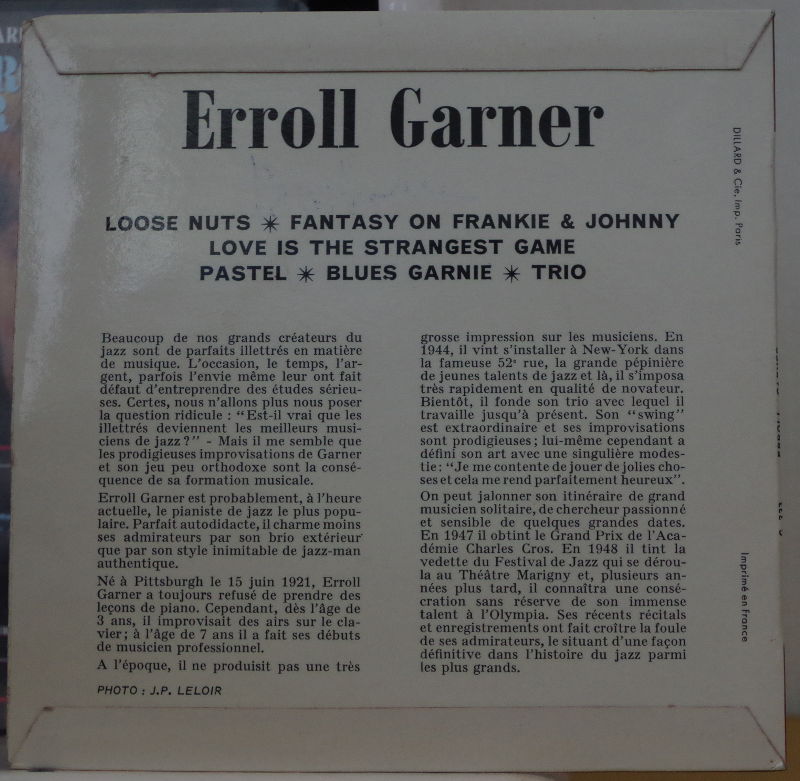 Erroll Garner
LOOSE NUTS ✳ FANTASY ON FRANKIE & JOHNNY
LOVE IS THE STRANGEST GAME
PASTEL ✳ BLUES GARNIE ✳ TRIO
Beaucoup de nos grands créateurs du
jazz sont de parfaits illettrés en matière
de musique. L'occasion, le temps, l'ar-
gent, parfois l'envie même leur ont fait
défaut d'entreprendre des études sérieu-
ses. Certes, nous n'allons plus nous poser
la question ridicule : "Est-il vrai que les
illettrés deviennent les meilleurs musi-
ciens de jazz ?" - Mais il me semble que
les prodigieuses improvisations de Garner
et son jeu peu orthodoxe sont la consé-
quence de sa formation musicale.
Erroll Garner est probablement, à l'heure
actuelle, le pianiste de jazz le plus popu-
laire. Parfait autodidacte, il charme moins
ses admirateurs par son brio extérieur
que par son style inimitable de jazz-man
authentique.
Né à Pittsburgh le 15 juin 1921, Erroll
Garner a toujours refusé de prendre des
leçons de piano. Cependant, dès l'âge de
3 ans, il improvisait des airs sur le cla-
vier ; à l'âge de 7 ans il a fait ses débuts
de musicien professionnel.
A l'époque, il ne produisit pas une très
PHOTO : J.P. LELOIR
grosse impression sur les musiciens. En
1944, il vint s'installer à New-York dans
la fameuse 52e rue, la grande pépinière
de jeunes talents de jazz et là, il s'imposa
très rapidement en qualité de novateur.
Bientôt, il fonde son trio avec lequel il
travaille jusqu'à présent. Son "swing"
est extraordinaire et ses improvisations
sont prodigieuses ; lui-même cependant a
défini son art avec une singulière modes-
tie : "Je me contente de jouer de jolies cho-
ses et cela me rend parfaitement heureux".
On peut jalonner son itinéraire de grand
musicien solitaire, de chercheur passionné
et sensible de quelques grandes dates.
En 1947 il obtint le Grand Prix de l'Aca-
démie Charles Cros. En 1948 il tint la
vedette du Festival de Jazz qui se dérou-
la au Théâtre Marigny et, plusieurs an-
nées plus tard, il connaîtra une consé-
cration sans réserve de son immense
talent à l'Olympia. Ses récents récitals
et enregistrements ont fait croître la foule
de ses admirateurs, le situant d'une façon
définitive dans l'histoire du jazz parmi
les plus grands.
DILLARD & Cie, Imp. Paris
Imprimé en France